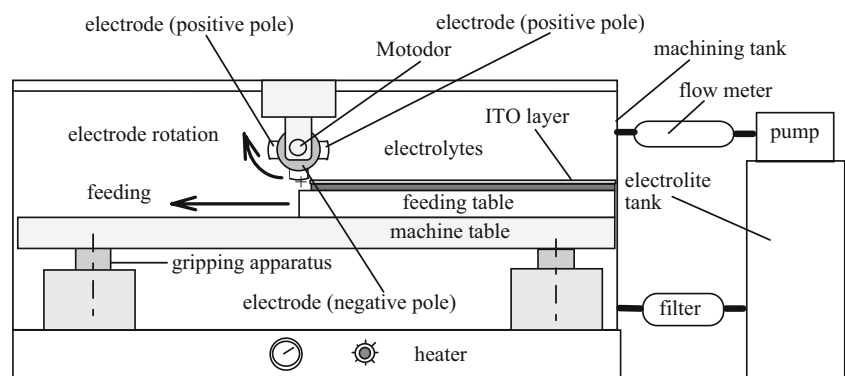 electrode (positive pole)
electrode (positive pole)
Motodor
machining tank
flow meter
ITO layer
pump
electrode rotation
electrolytes
electrolite
tank
feeding
feeding table
machine table
gripping apparatus
electrode (negative pole)
filter
heater